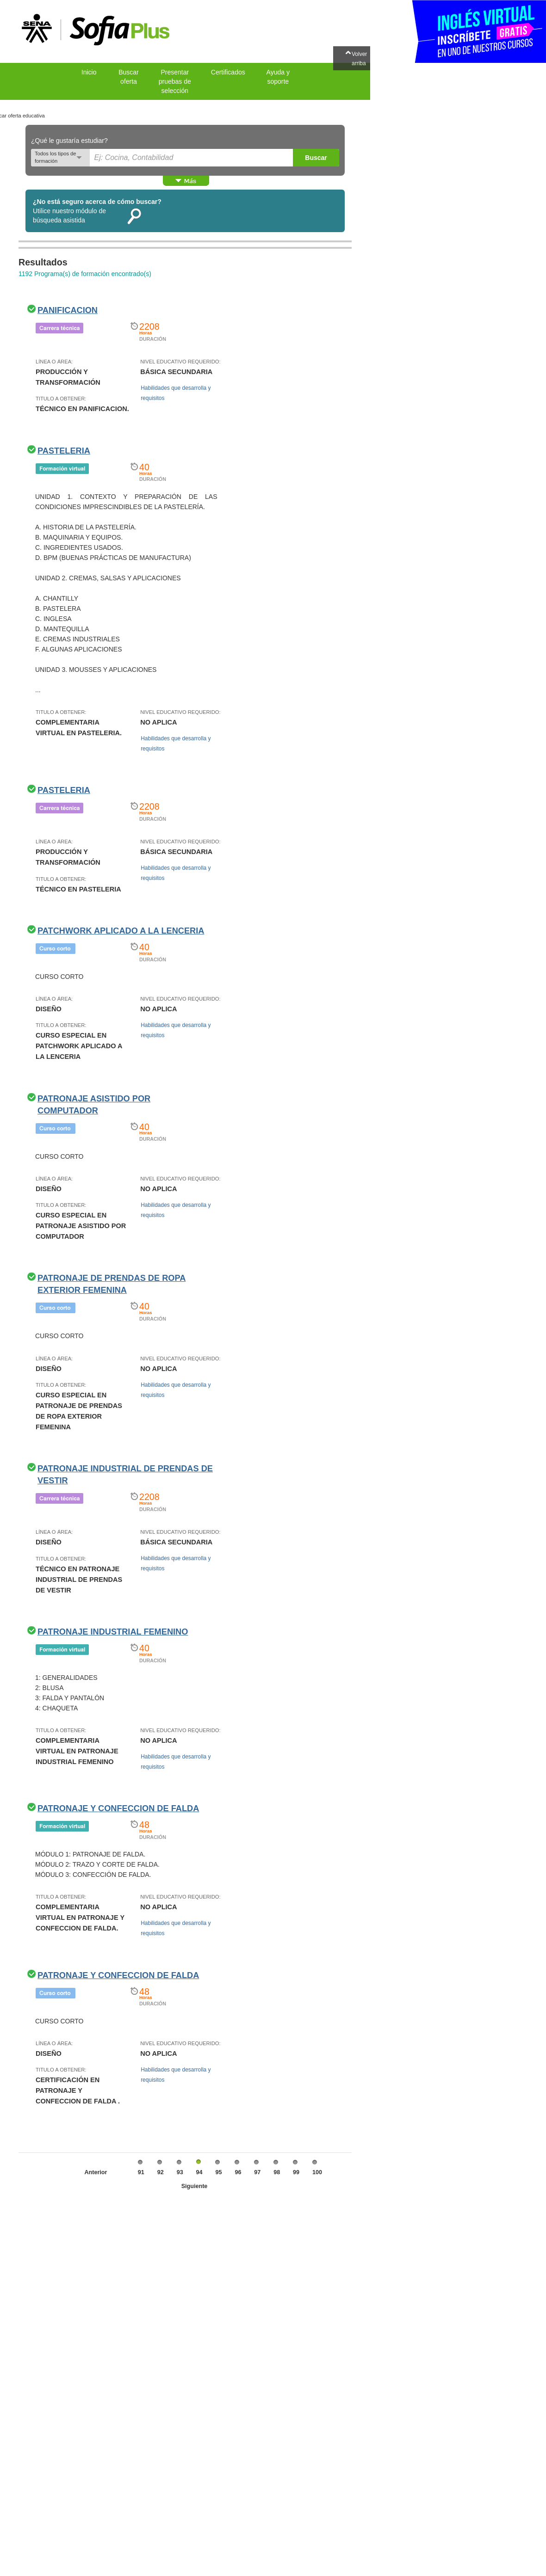 SENA
SofiaPlus
INGLÉS VIRTUAL
INSCRÍBETE GRATIS
EN UNO DE NUESTROS CURSOS
Volver
arriba
Inicio
Buscar
oferta
Presentar
pruebas de
selección
Certificados
Ayuda y
soporte
car oferta educativa
¿Qué le gustaría estudiar?
Todos los tipos de
formación
Ej: Cocina, Contabilidad
Buscar
Más
¿No está seguro acerca de cómo buscar?
Utilice nuestro módulo de
búsqueda asistida
Resultados
1192 Programa(s) de formación encontrado(s)
PANIFICACION
Carrera técnica
2208
Horas
DURACIÓN
LÍNEA O ÁREA:
PRODUCCIÓN Y
TRANSFORMACIÓN
TITULO A OBTENER:
TÉCNICO EN PANIFICACION.
NIVEL EDUCATIVO REQUERIDO:
BÁSICA SECUNDARIA
Habilidades que desarrolla y
requisitos
PASTELERIA
Formación virtual
40
Horas
DURACIÓN
UNIDAD 1. CONTEXTO Y PREPARACIÓN DE LAS
CONDICIONES IMPRESCINDIBLES DE LA PASTELERÍA.
A. HISTORIA DE LA PASTELERÍA.
B. MAQUINARIA Y EQUIPOS.
C. INGREDIENTES USADOS.
D. BPM (BUENAS PRÁCTICAS DE MANUFACTURA)
UNIDAD 2. CREMAS, SALSAS Y APLICACIONES
A. CHANTILLY
B. PASTELERA
C. INGLESA
D. MANTEQUILLA
E. CREMAS INDUSTRIALES
F. ALGUNAS APLICACIONES
UNIDAD 3. MOUSSES Y APLICACIONES
...
TITULO A OBTENER:
COMPLEMENTARIA
VIRTUAL EN PASTELERIA.
NIVEL EDUCATIVO REQUERIDO:
NO APLICA
Habilidades que desarrolla y
requisitos
PASTELERIA
Carrera técnica
2208
Horas
DURACIÓN
LÍNEA O ÁREA:
PRODUCCIÓN Y
TRANSFORMACIÓN
TITULO A OBTENER:
TÉCNICO EN PASTELERIA
NIVEL EDUCATIVO REQUERIDO:
BÁSICA SECUNDARIA
Habilidades que desarrolla y
requisitos
PATCHWORK APLICADO A LA LENCERIA
Curso corto
40
Horas
DURACIÓN
CURSO CORTO
LÍNEA O ÁREA:
DISEÑO
TITULO A OBTENER:
CURSO ESPECIAL EN
PATCHWORK APLICADO A
LA LENCERIA
NIVEL EDUCATIVO REQUERIDO:
NO APLICA
Habilidades que desarrolla y
requisitos
PATRONAJE ASISTIDO POR
COMPUTADOR
Curso corto
40
Horas
DURACIÓN
CURSO CORTO
LÍNEA O ÁREA:
DISEÑO
TITULO A OBTENER:
CURSO ESPECIAL EN
PATRONAJE ASISTIDO POR
COMPUTADOR
NIVEL EDUCATIVO REQUERIDO:
NO APLICA
Habilidades que desarrolla y
requisitos
PATRONAJE DE PRENDAS DE ROPA
EXTERIOR FEMENINA
Curso corto
40
Horas
DURACIÓN
CURSO CORTO
LÍNEA O ÁREA:
DISEÑO
TITULO A OBTENER:
CURSO ESPECIAL EN
PATRONAJE DE PRENDAS
DE ROPA EXTERIOR
FEMENINA
NIVEL EDUCATIVO REQUERIDO:
NO APLICA
Habilidades que desarrolla y
requisitos
PATRONAJE INDUSTRIAL DE PRENDAS DE
VESTIR
Carrera técnica
2208
Horas
DURACIÓN
LÍNEA O ÁREA:
DISEÑO
TITULO A OBTENER:
TÉCNICO EN PATRONAJE
INDUSTRIAL DE PRENDAS
DE VESTIR
NIVEL EDUCATIVO REQUERIDO:
BÁSICA SECUNDARIA
Habilidades que desarrolla y
requisitos
PATRONAJE INDUSTRIAL FEMENINO
Formación virtual
40
Horas
DURACIÓN
1: GENERALIDADES
2: BLUSA
3: FALDA Y PANTALÓN
4: CHAQUETA
TITULO A OBTENER:
COMPLEMENTARIA
VIRTUAL EN PATRONAJE
INDUSTRIAL FEMENINO
NIVEL EDUCATIVO REQUERIDO:
NO APLICA
Habilidades que desarrolla y
requisitos
PATRONAJE Y CONFECCION DE FALDA
Formación virtual
48
Horas
DURACIÓN
MÓDULO 1: PATRONAJE DE FALDA.
MÓDULO 2: TRAZO Y CORTE DE FALDA.
MÓDULO 3: CONFECCIÓN DE FALDA.
TITULO A OBTENER:
COMPLEMENTARIA
VIRTUAL EN PATRONAJE Y
CONFECCION DE FALDA.
NIVEL EDUCATIVO REQUERIDO:
NO APLICA
Habilidades que desarrolla y
requisitos
PATRONAJE Y CONFECCION DE FALDA
Curso corto
48
Horas
DURACIÓN
CURSO CORTO
LÍNEA O ÁREA:
DISEÑO
TITULO A OBTENER:
CERTIFICACIÓN EN
PATRONAJE Y
CONFECCION DE FALDA .
NIVEL EDUCATIVO REQUERIDO:
NO APLICA
Habilidades que desarrolla y
requisitos
Anterior 91 92 93 94 95 96 97 98 99 100
Siguiente